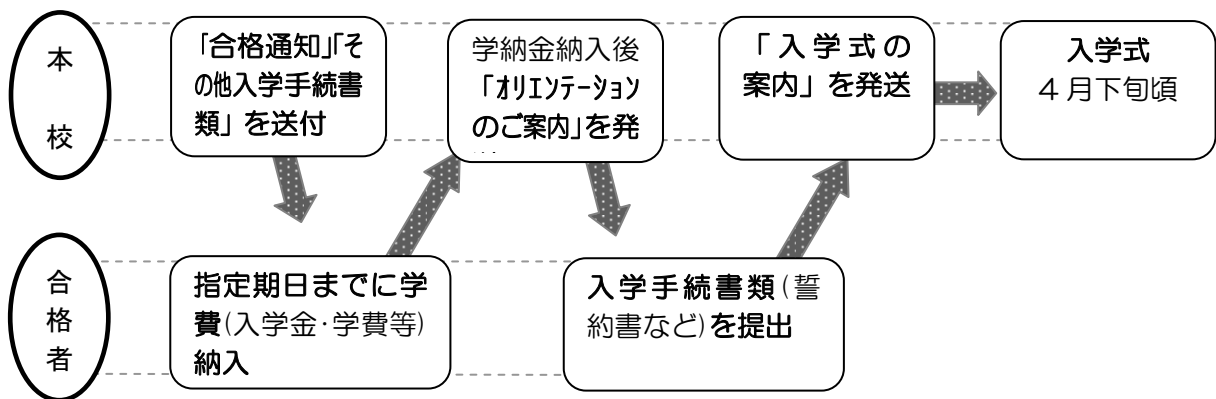 本
校
「合格通知」「そ
の他入学手続書
類」を送付
学納金納入後
「オリエンテーション
のご案内」を発
「入学式の
案内」を発送
入学式
4月下旬頃
合
格
者
指定期日までに学
費(入学金・学費等)
納入
入学手続書類(誓
約書など)を提出